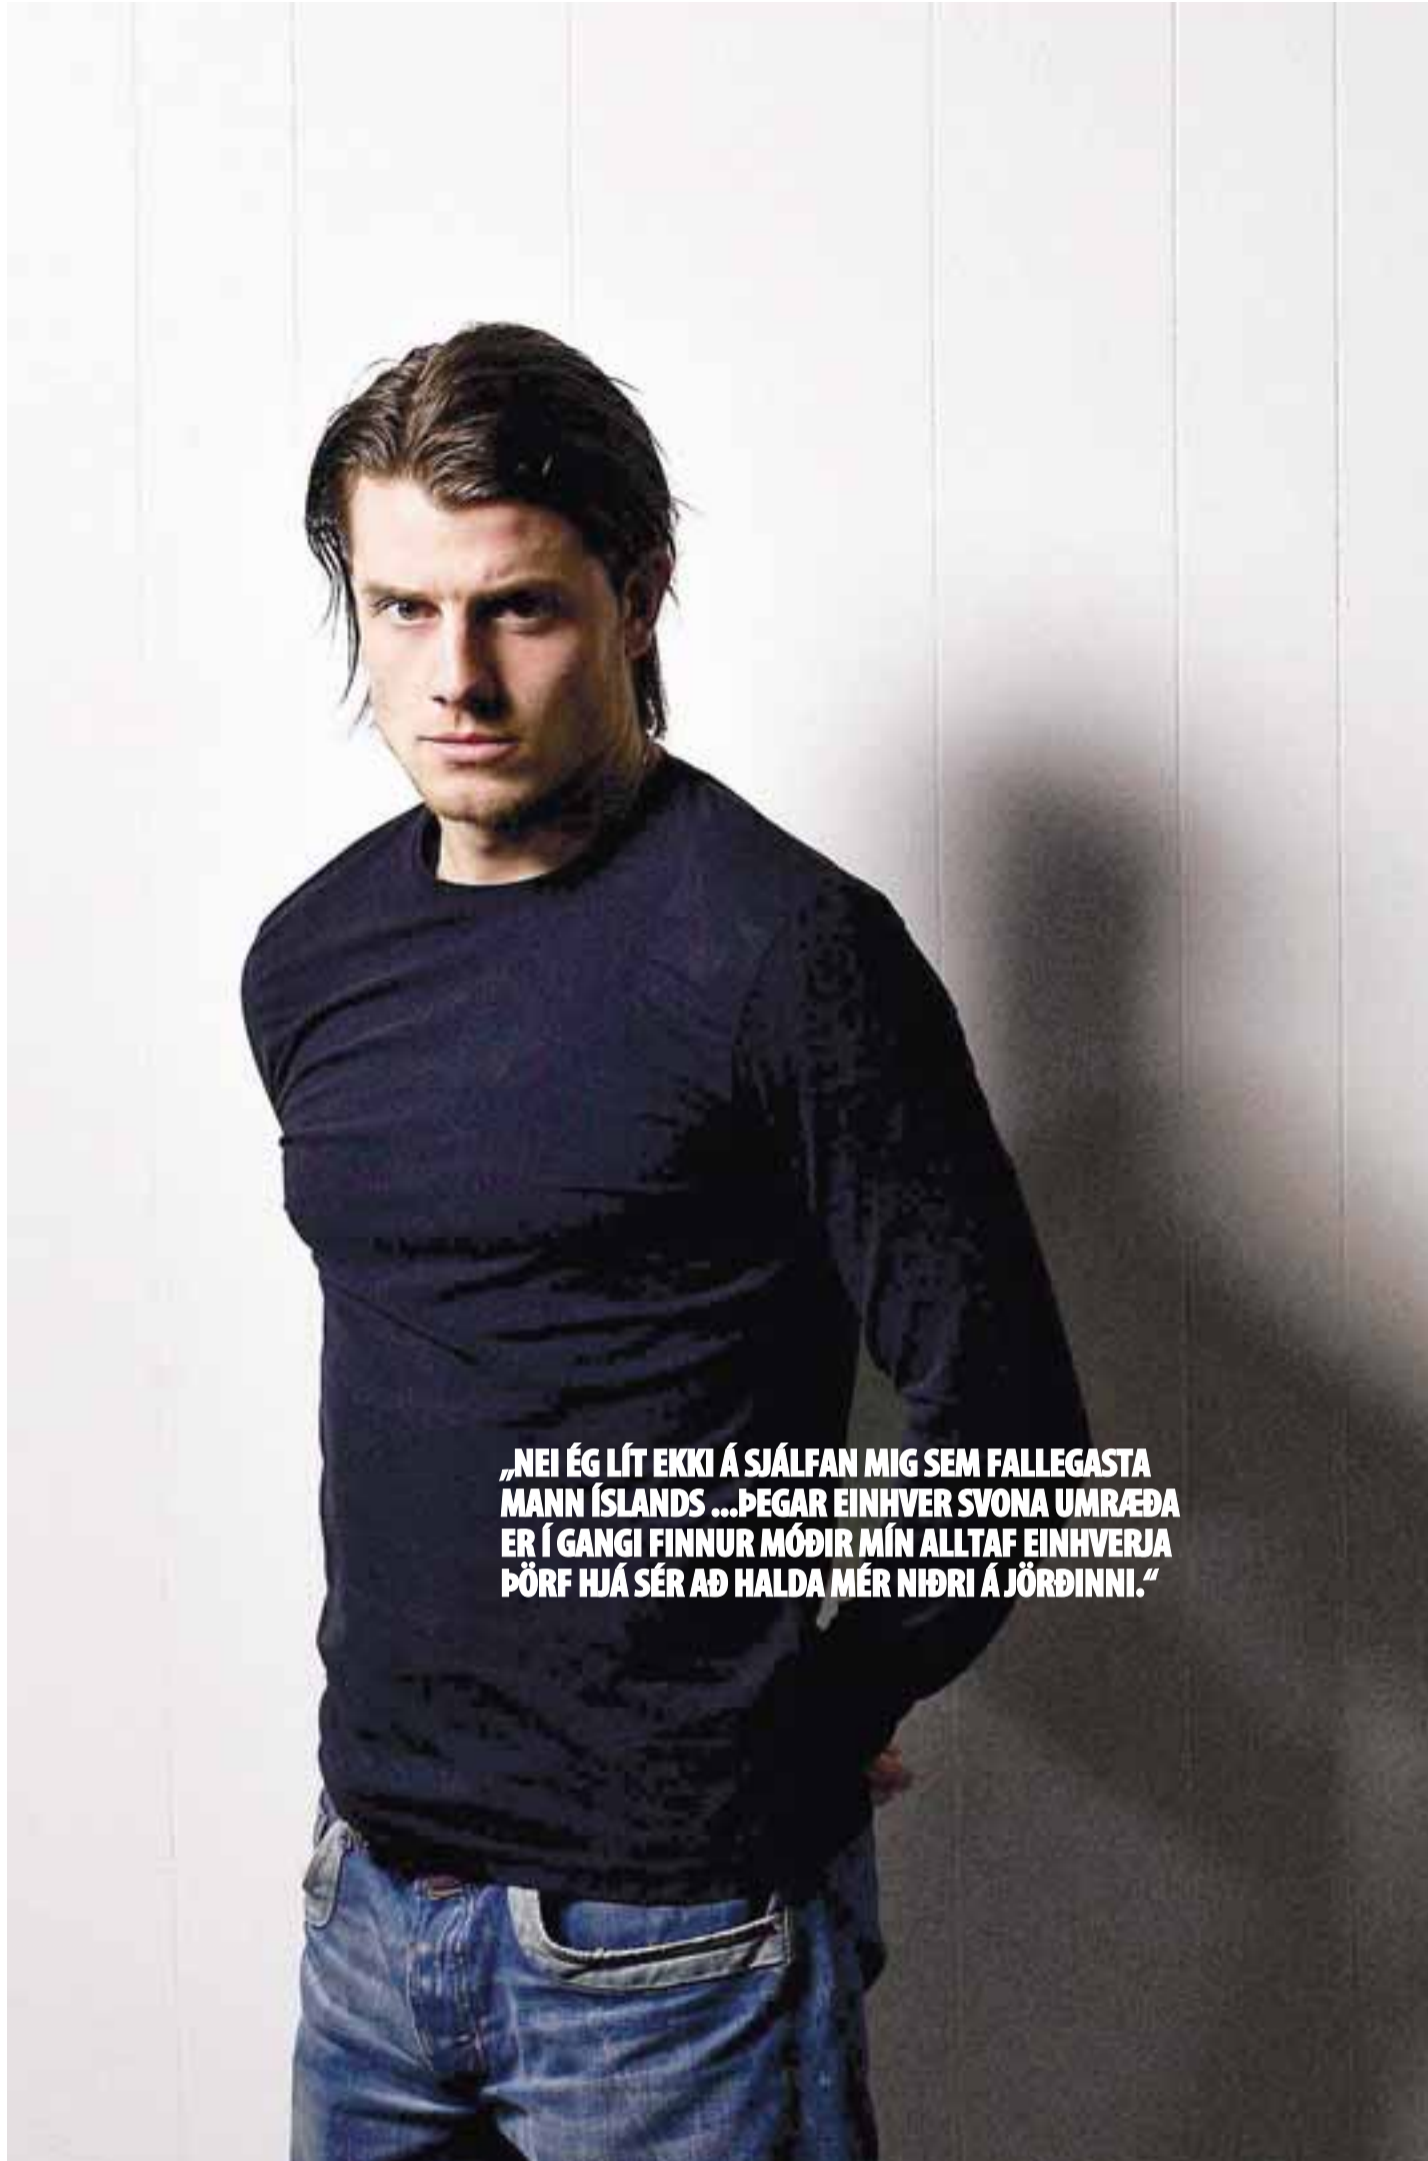 „NEI ÉG LÍT EKKI Á SJÁLFAN MIG SEM FALLEGASTA
MANN ÍSLANDS ...ÞEGAR EINHVER SVONA UMRÆÐA
ER Í GANGI FINNUR MÓÐIR MÍN ALLTAF EINHVERJA
ÞÖRF HJÁ SÉR AÐ HALDA MÉR NIÐRI Á JÖRÐINNI.“